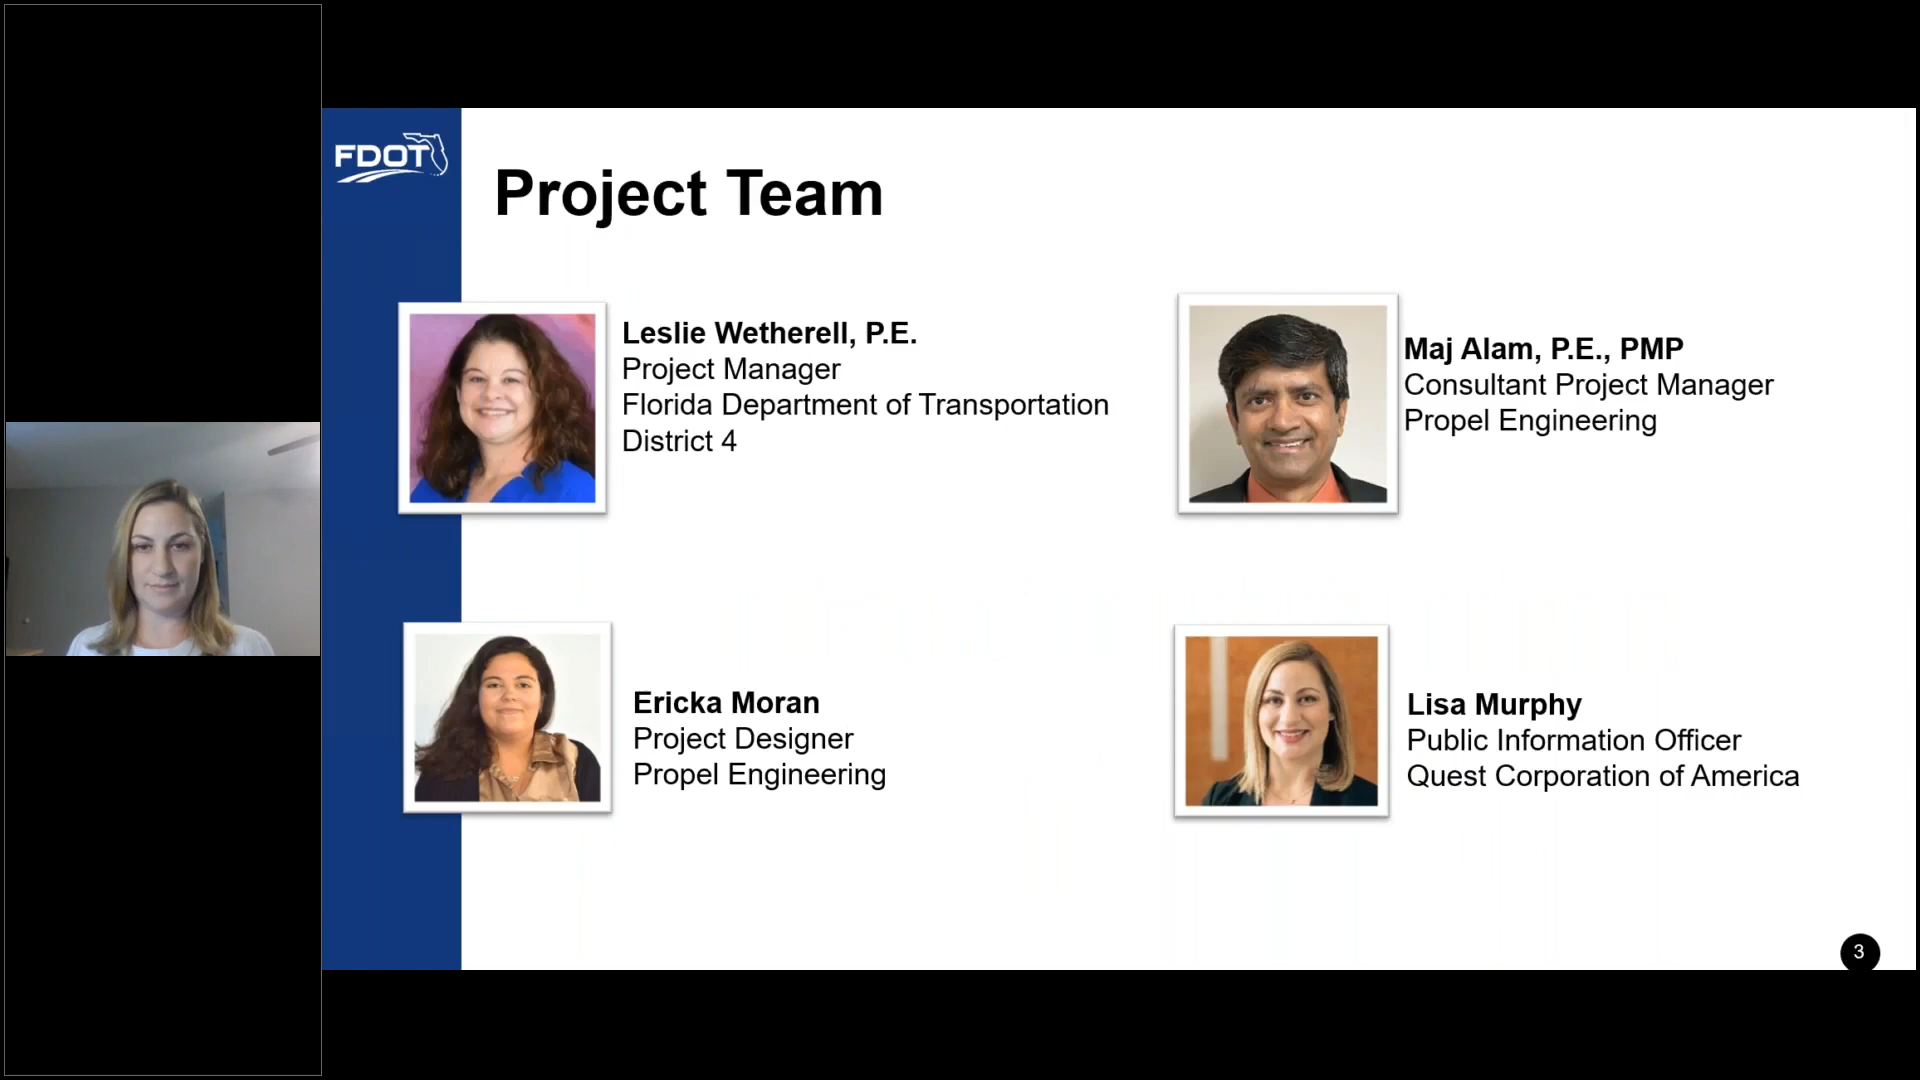 FDOT
Project Team
Leslie Wetherell, P.E.
Project Manager
Florida Department of Transportation
District 4
Maj Alam, P.E., PMP
Consultant Project Manager
Propel Engineering
Ericka Moran
Project Designer
Propel Engineering
Lisa Murphy
Public Information Officer
Quest Corporation of America
3